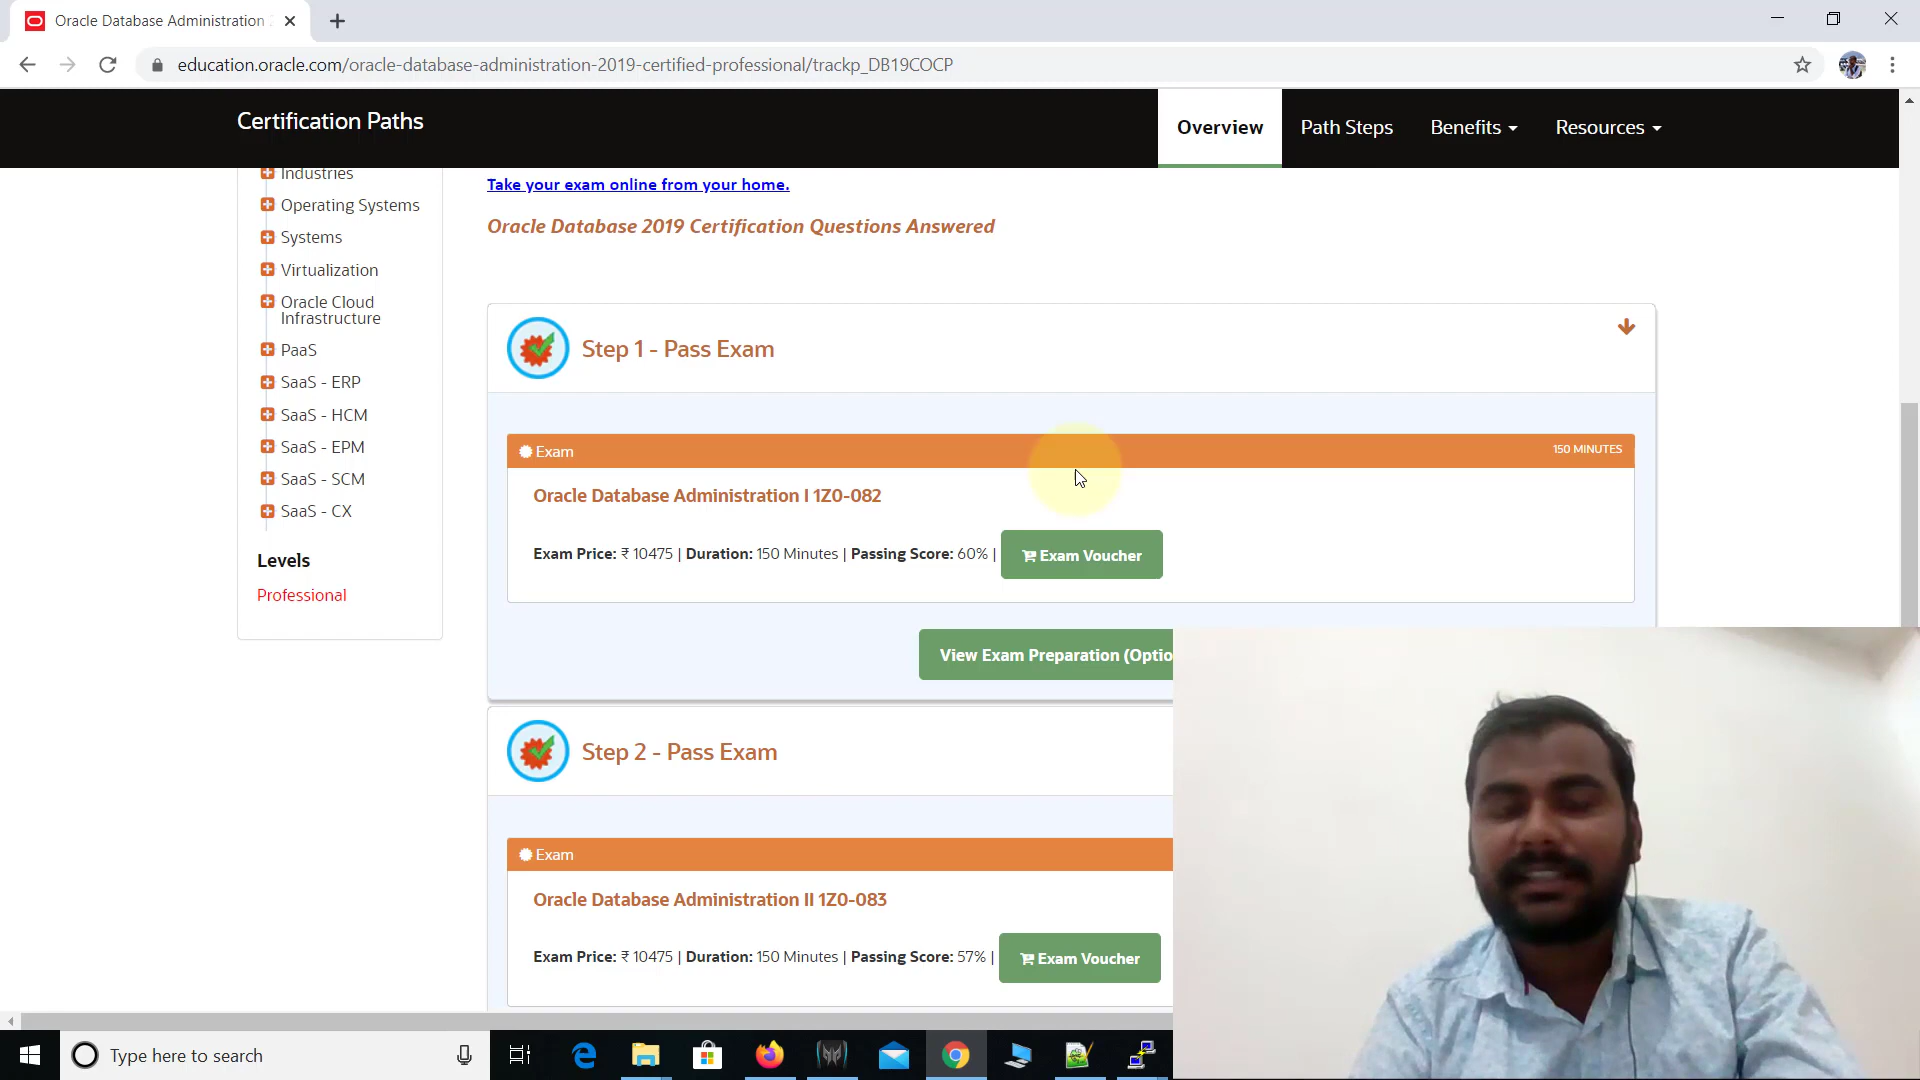 Oracle Database Administration 2
education.oracle.com/oracle-database-administration-2019-certified-professional/trackp_DB19COCP
Certification Paths
Overview
Path Steps
Benefits
Resources
Industries
Operating Systems
Systems
Virtualization
Oracle Cloud
Infrastructure
PaaS
SaaS - ERP
SaaS - HCM
SaaS - EPM
SaaS - SCM
SaaS - CX
Levels
Professional
Take your exam online from your home.
Oracle Database 2019 Certification Questions Answered
Step 1 - Pass Exam
Exam
150 MINUTES
Oracle Database Administration I 1Z0-082
Exam Price: ₹ 10475 | Duration: 150 Minutes | Passing Score: 60% |
Exam Voucher
View Exam Preparation (Optio
Step 2 - Pass Exam
Exam
Oracle Database Administration II 1Z0-083
Exam Price: ₹ 10475 | Duration: 150 Minutes | Passing Score: 57% |
Exam Voucher
Type here to search